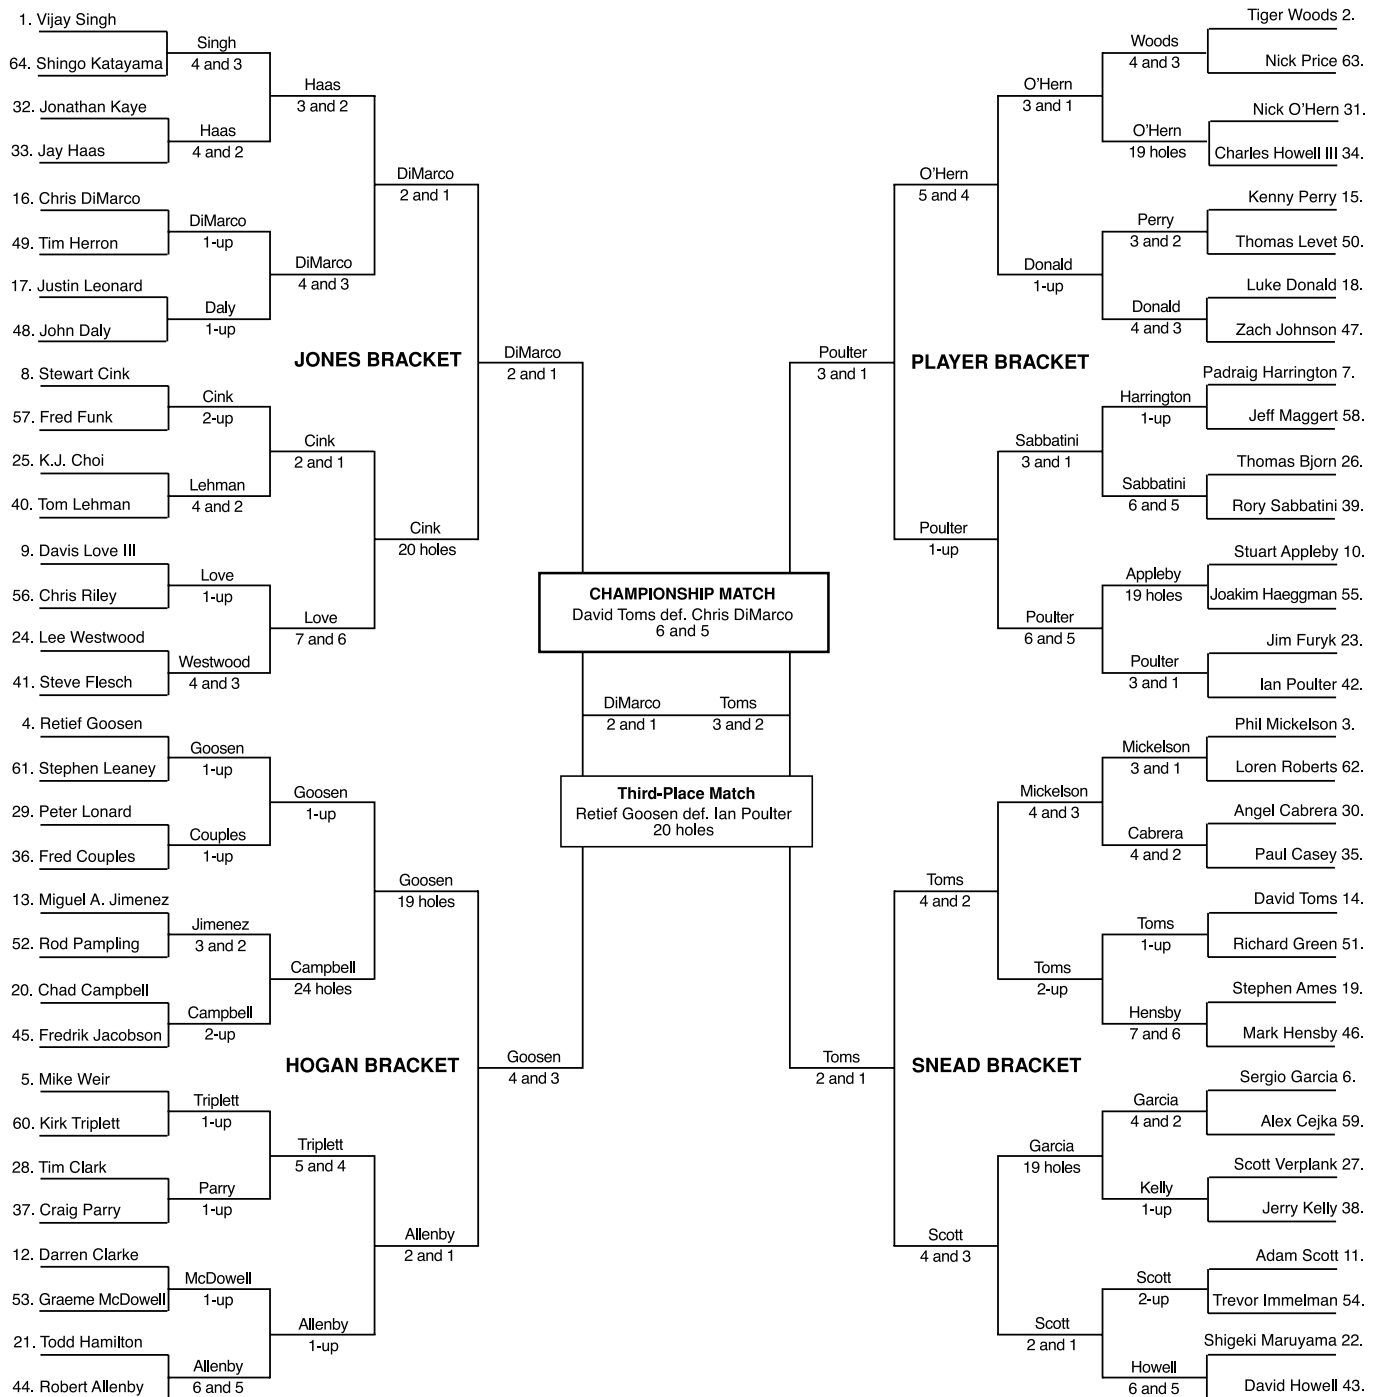 1. Vijay Singh
64. Shingo Katayama
32. Jonathan Kaye
33. Jay Haas
16. Chris DiMarco
49. Tim Herron
17. Justin Leonard
48. John Daly
8. Stewart Cink
57. Fred Funk
25. K.J. Choi
40. Tom Lehman
9. Davis Love III
56. Chris Riley
24. Lee Westwood
41. Steve Flesch
4. Retief Goosen
61. Stephen Leaney
29. Peter Lonard
36. Fred Couples
13. Miguel A. Jimenez
52. Rod Pampling
20. Chad Campbell
45. Fredrik Jacobson
5. Mike Weir
60. Kirk Triplett
28. Tim Clark
37. Craig Parry
12. Darren Clarke
53. Graeme McDowell
21. Todd Hamilton
44. Robert Allenby
Singh
4 and 3
Haas
4 and 2
DiMarco
1-up
Daly
1-up
Cink
2-up
Lehman
4 and 2
Love
1-up
Westwood
4 and 3
Goosen
1-up
Couples
1-up
Jimenez
3 and 2
Campbell
2-up
Triplett
1-up
Parry
1-up
McDowell
1-up
Allenby
6 and 5
Haas
3 and 2
DiMarco
4 and 3
Cink
2 and 1
Love
7 and 6
Goosen
1-up
Campbell
24 holes
Triplett
5 and 4
Allenby
1-up
DiMarco
2 and 1
Cink
20 holes
Goosen
19 holes
Allenby
2 and 1
JONES BRACKET
HOGAN BRACKET
DiMarco
2 and 1
Goosen
4 and 3
CHAMPIONSHIP MATCH
David Toms def. Chris DiMarco
6 and 5
DiMarco
2 and 1
Toms
3 and 2
Third-Place Match
Retief Goosen def. Ian Poulter
20 holes
Poulter
3 and 1
Toms
2 and 1
PLAYER BRACKET
SNEAD BRACKET
O'Hern
5 and 4
Poulter
1-up
Toms
4 and 2
Scott
4 and 3
O'Hern
3 and 1
Donald
1-up
Sabbatini
3 and 1
Poulter
6 and 5
Mickelson
4 and 3
Toms
2-up
Garcia
19 holes
Scott
2 and 1
Woods
4 and 3
O'Hern
19 holes
Perry
3 and 2
Donald
4 and 3
Harrington
1-up
Sabbatini
6 and 5
Appleby
19 holes
Poulter
3 and 1
Mickelson
3 and 1
Cabrera
4 and 2
Toms
1-up
Hensby
7 and 6
Garcia
4 and 2
Kelly
1-up
Scott
2-up
Howell
6 and 5
Tiger Woods 2.
Nick Price 63.
Nick O'Hern 31.
Charles Howell III 34.
Kenny Perry 15.
Thomas Levet 50.
Luke Donald 18.
Zach Johnson 47.
Padraig Harrington 7.
Jeff Maggert 58.
Thomas Bjorn 26.
Rory Sabbatini 39.
Stuart Appleby 10.
Joakim Haeggman 55.
Jim Furyk 23.
Ian Poulter 42.
Phil Mickelson 3.
Loren Roberts 62.
Angel Cabrera 30.
Paul Casey 35.
David Toms 14.
Richard Green 51.
Stephen Ames 19.
Mark Hensby 46.
Sergio Garcia 6.
Alex Cejka 59.
Scott Verplank 27.
Jerry Kelly 38.
Adam Scott 11.
Trevor Immelman 54.
Shigeki Maruyama 22.
David Howell 43.